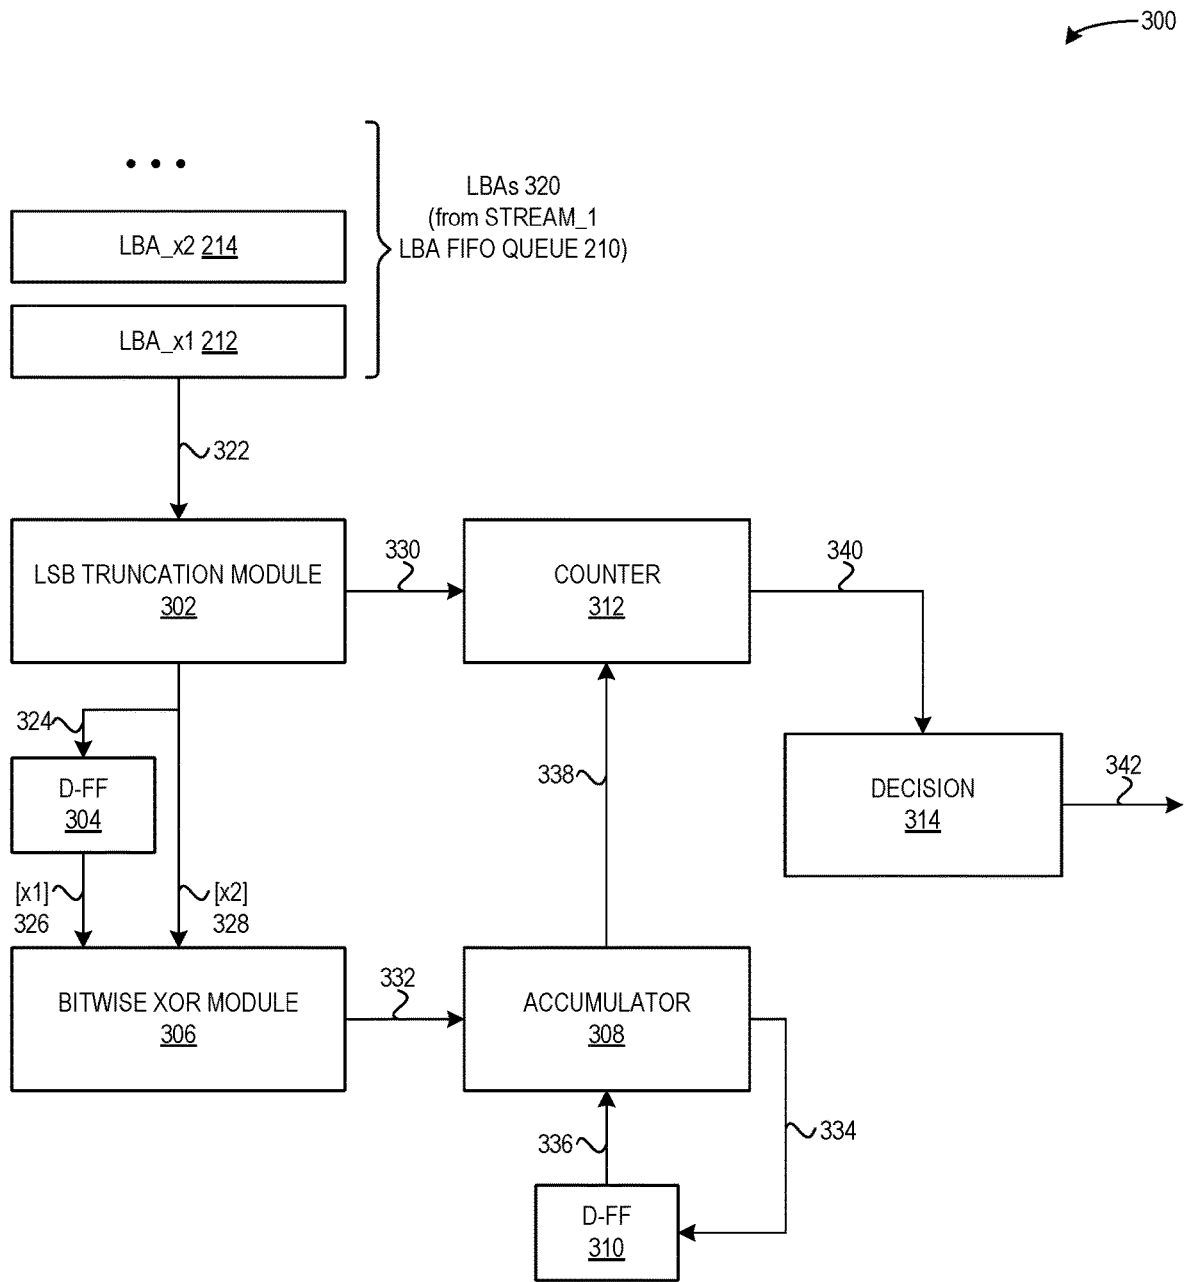 300
• • •
LBAs 320
(from STREAM_1
LBA FIFO QUEUE 210)
LBA_x2 214
LBA_x1 212
322
LSB TRUNCATION MODULE
302
330
COUNTER
312
340
324
D-FF
304
338
DECISION
314
342
[x1]
326
[x2]
328
BITWISE XOR MODULE
306
332
ACCUMULATOR
308
336
334
D-FF
310